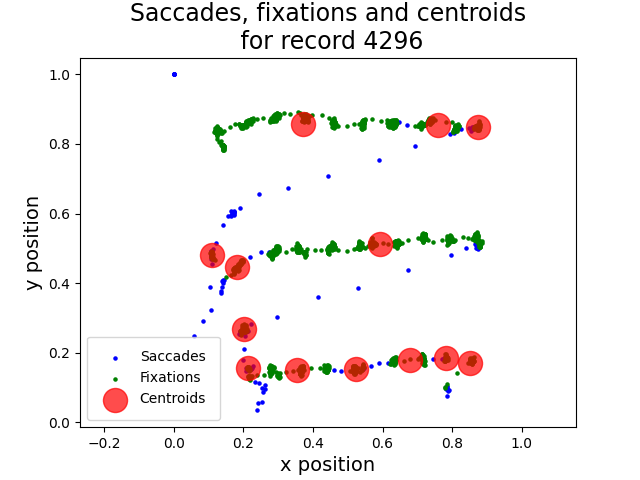 Saccades, fixations and centroids
for record 4296
1.0
0.8
0.6
0.4
0.2
0.0
y position
Saccades
Fixations
Centroids
−0.2 0.0 0.2 0.4 0.6 0.8 1.0
x position